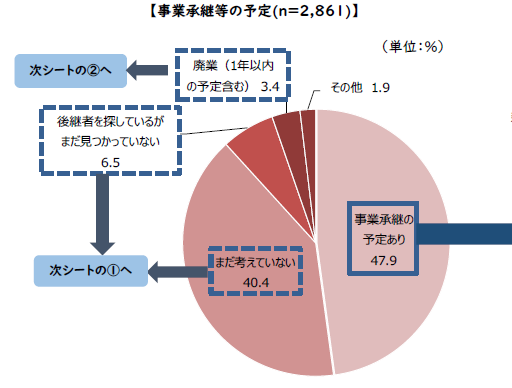 【事業承継等の予定(n=2,861)】
(単位:%)
次シートの②へ
廃業(1年以内
の予定含む) 3.4
その他 1.9
後継者を探しているが
まだ見つかっていない
6.5
事業承継の
予定あり
47.9
次シートの①へ
まだ考えていない
40.4